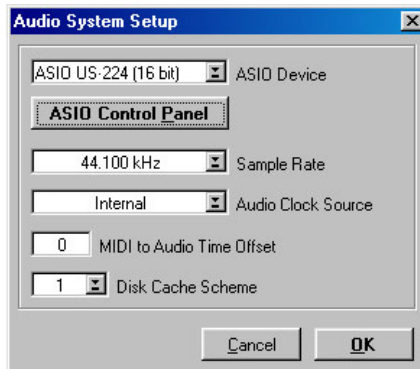 Audio System Setup
ASIO US-224 (16 bit) ASIO Device
ASIO Control Panel
44.100 kHz Sample Rate
Internal Audio Clock Source
0 MIDI to Audio Time Offset
1 Disk Cache Scheme
Cancel OK